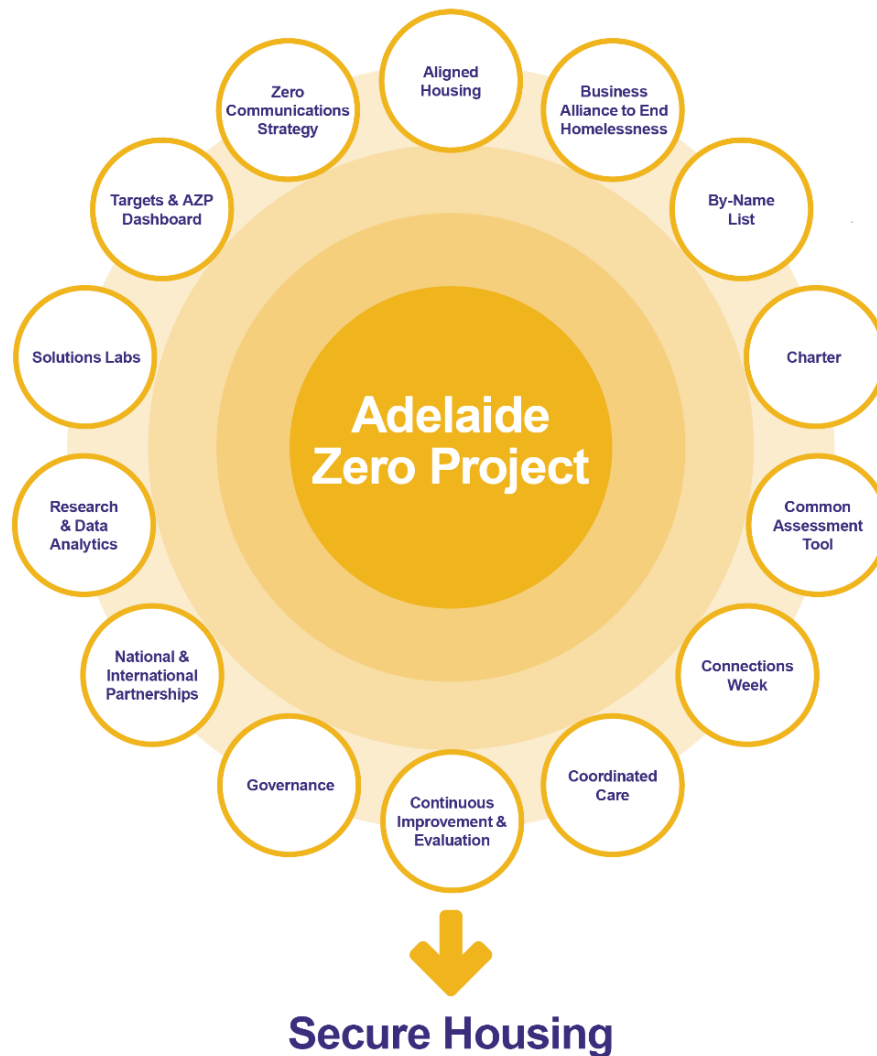 Aligned
Housing
Business
Alliance to End
Homelessness
By-Name
List
Charter
Common
Assessment
Tool
Connections
Week
Coordinated
Care
Continuous
Improvement &
Evaluation
Governance
National &
International
Partnerships
Research
& Data
Analytics
Solutions Labs
Targets & AZP
Dashboard
Zero
Communications
Strategy
Adelaide
Zero Project
Secure Housing